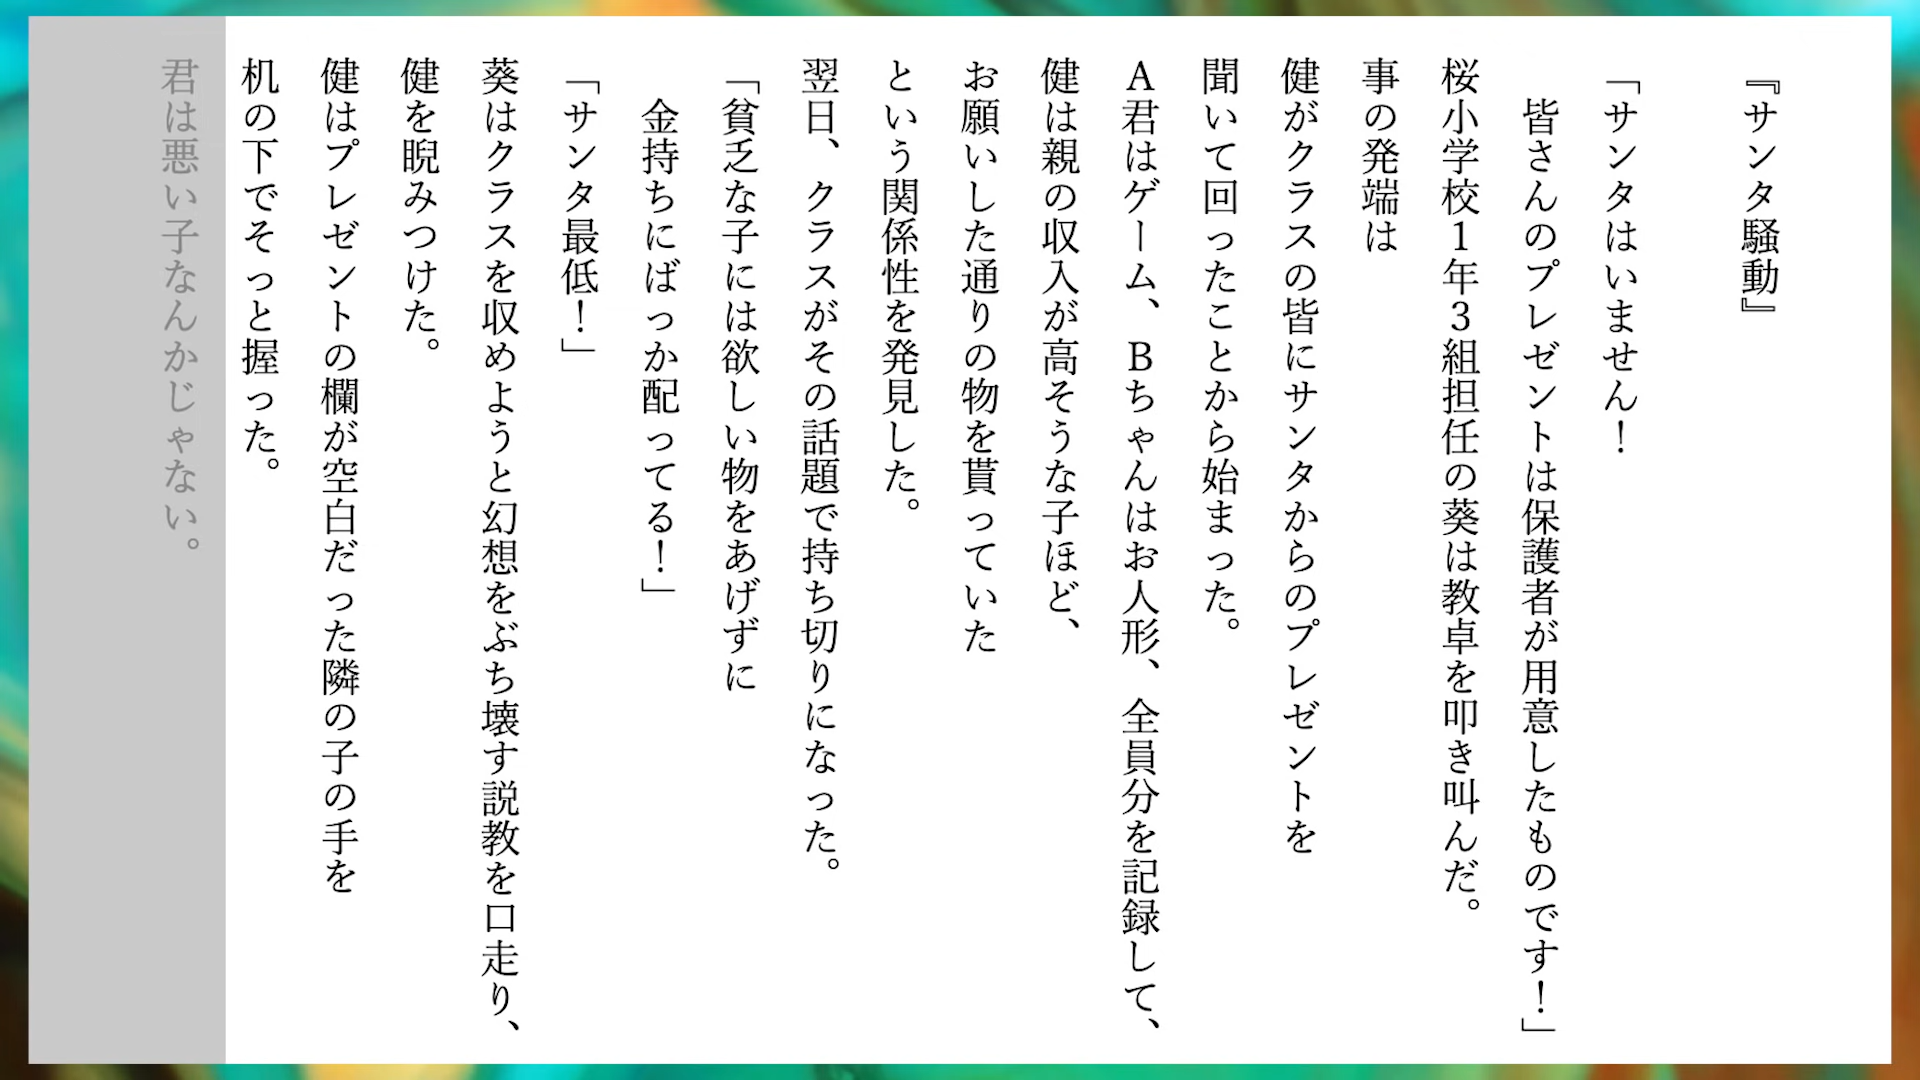 『サンタ騒動』
「サンタはいません！
　皆さんのプレゼントは保護者が用意したものです！」
桜小学校１年３組担任の葵は教卓を叩き叫んだ。
事の発端は
健がクラスの皆にサンタからのプレゼントを
聞いて回ったことから始まった。
Ａ君はゲーム、Ｂちゃんはお人形、全員分を記録して、
健は親の収入が高そうな子ほど、
お願いした通りの物を貰っていた
という関係性を発見した。
翌日、クラスがその話題で持ち切りになった。
「貧乏な子には欲しい物をあげずに
　金持ちにばっか配ってる！」
「サンタ最低！」
葵はクラスを収めようと幻想をぶち壊す説教を口走り、
健を睨みつけた。
健はプレゼントの欄が空白だった隣の子の手を
机の下でそっと握った。
君は悪い子なんかじゃない。